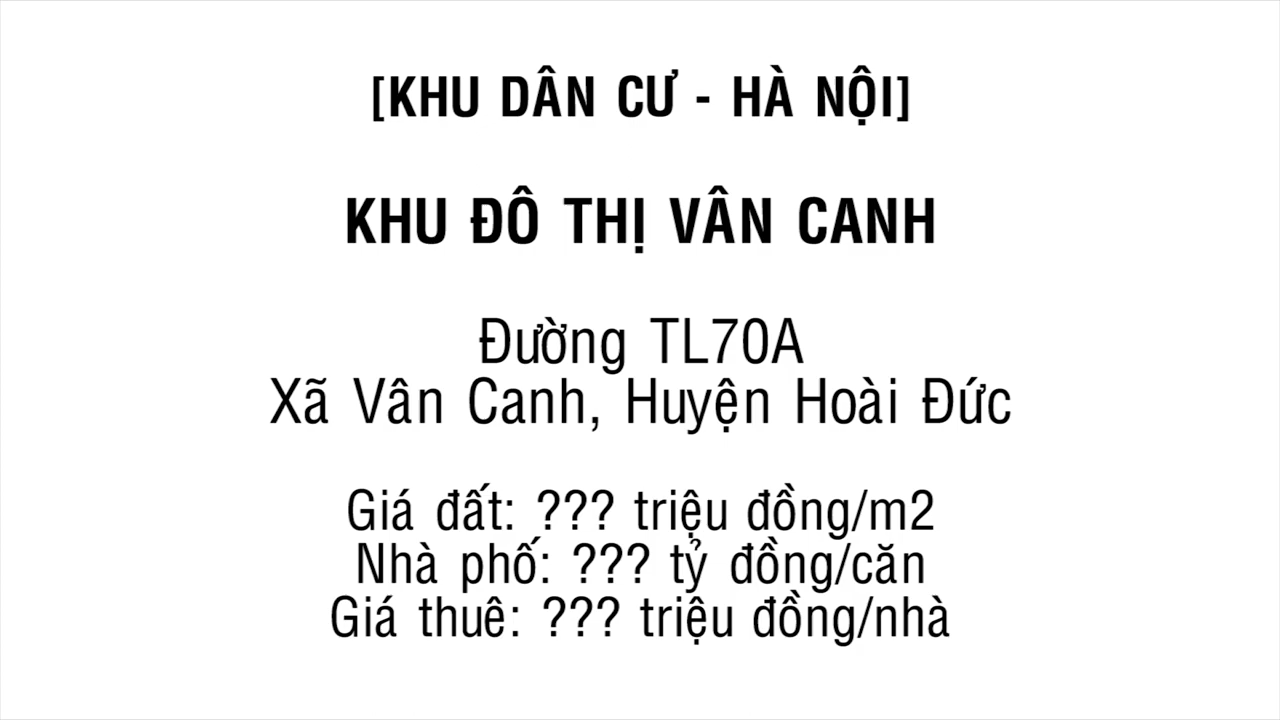 [KHU DÂN CƯ - HÀ NỘI]
KHU ĐÔ THỊ VÂN CANH
Đường TL70A
Xã Vân Canh, Huyện Hoài Đức
Giá đất: ??? triệu đồng/m2
Nhà phố: ??? tỷ đồng/căn
Giá thuê: ??? triệu đồng/nhà